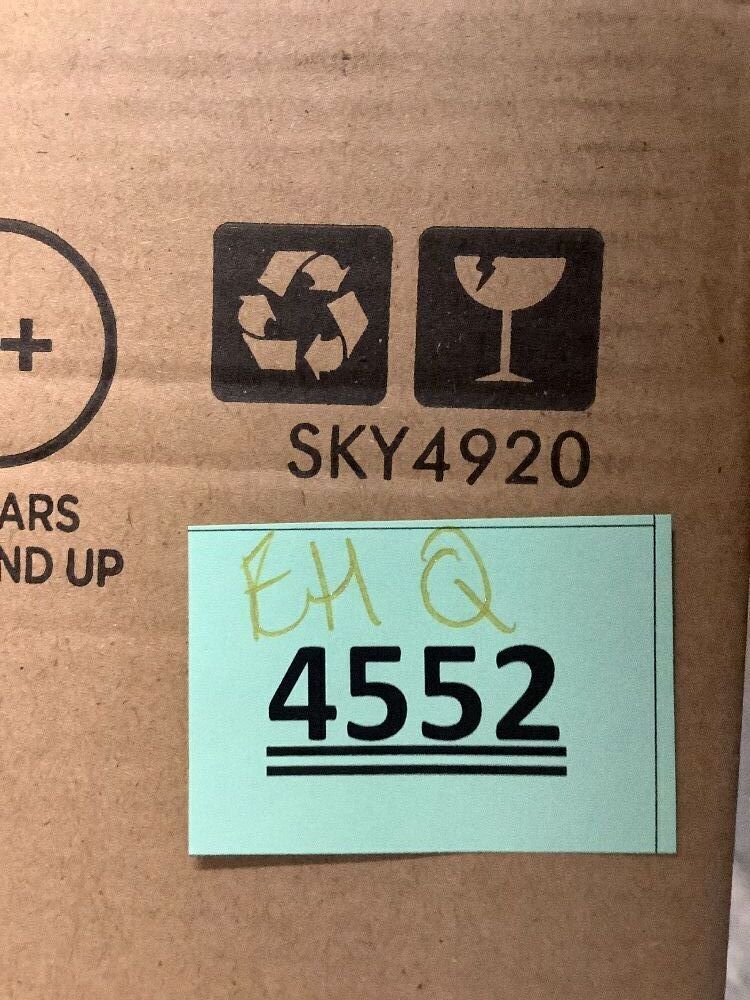 +
ARS
ND UP
SKY4920
EH Q
4552